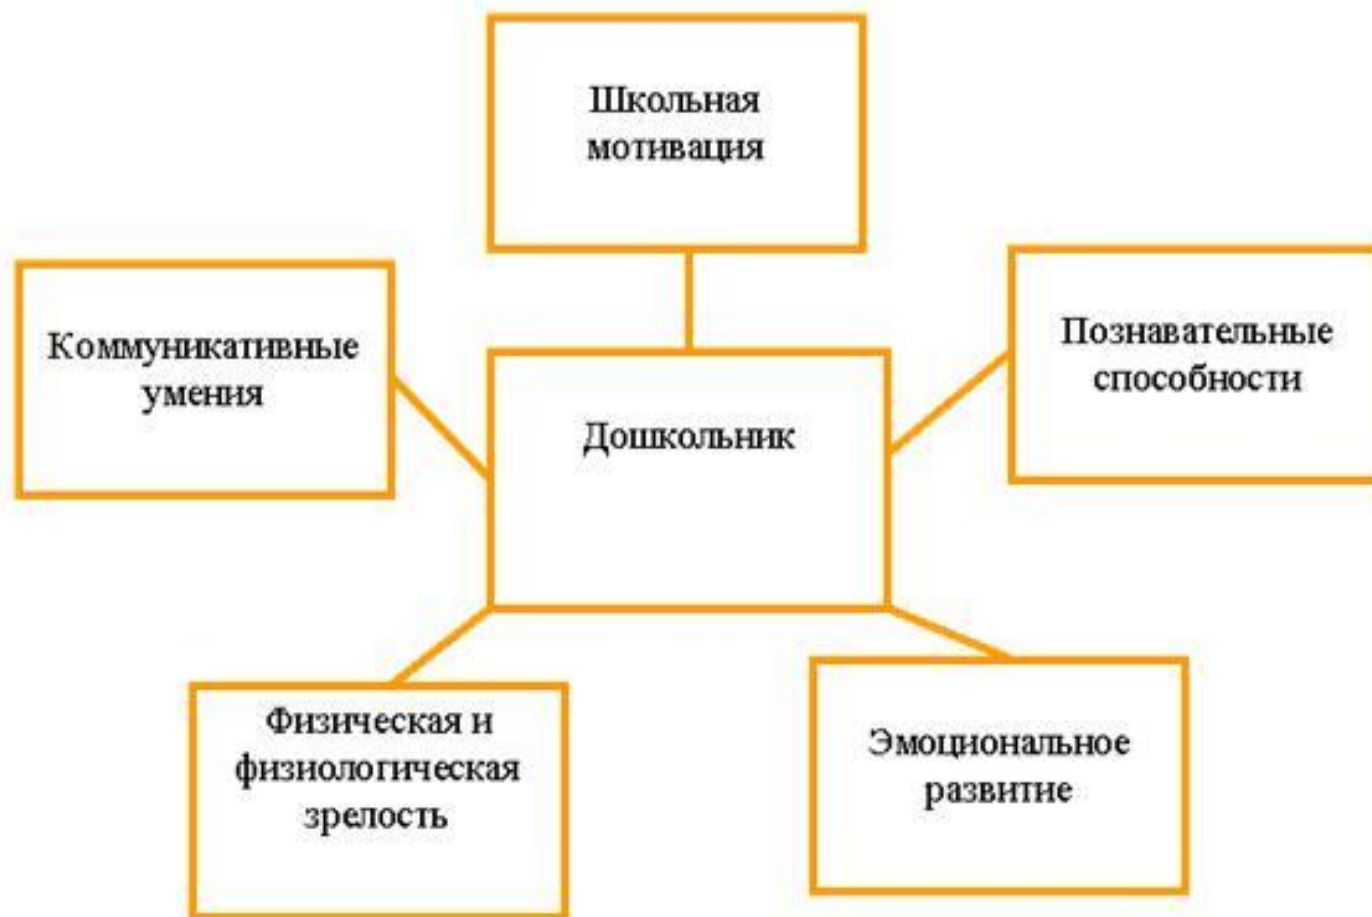 Школьная
мотивация
Коммуникативные
умения
Познавательные
способности
Дошкольник
Физическая и
физиологическая
зрелость
Эмоциональное
развитие